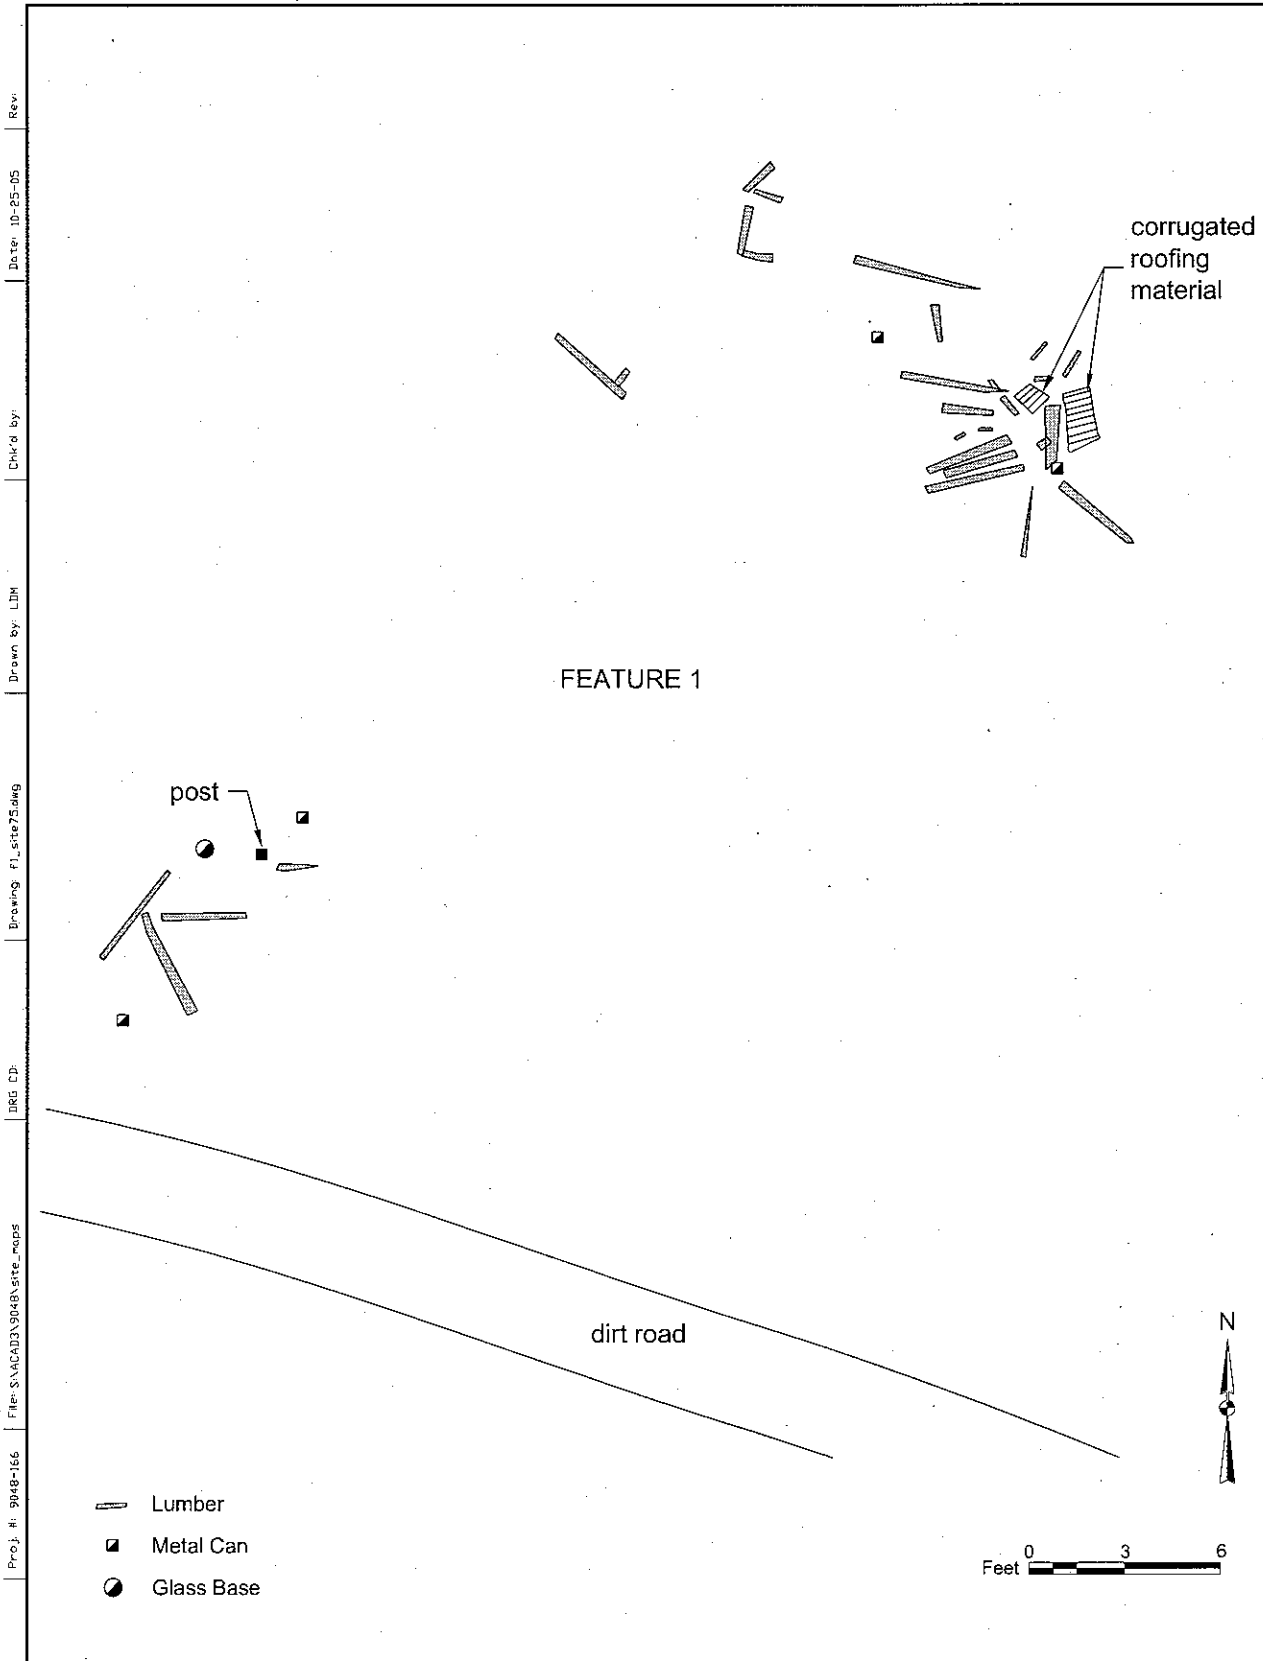 corrugated
roofing
material
FEATURE 1
post
dirt road
N
Lumber
Metal Can
Glass Base
0 3 6
Feet
Proj. #: 9048-166 File: S:\ACAD3\9048\site_maps DRG CD: Drawing: f1_site75.dwg Drawn by: LDM Chk'd by: Date: 10-25-05 Rev: